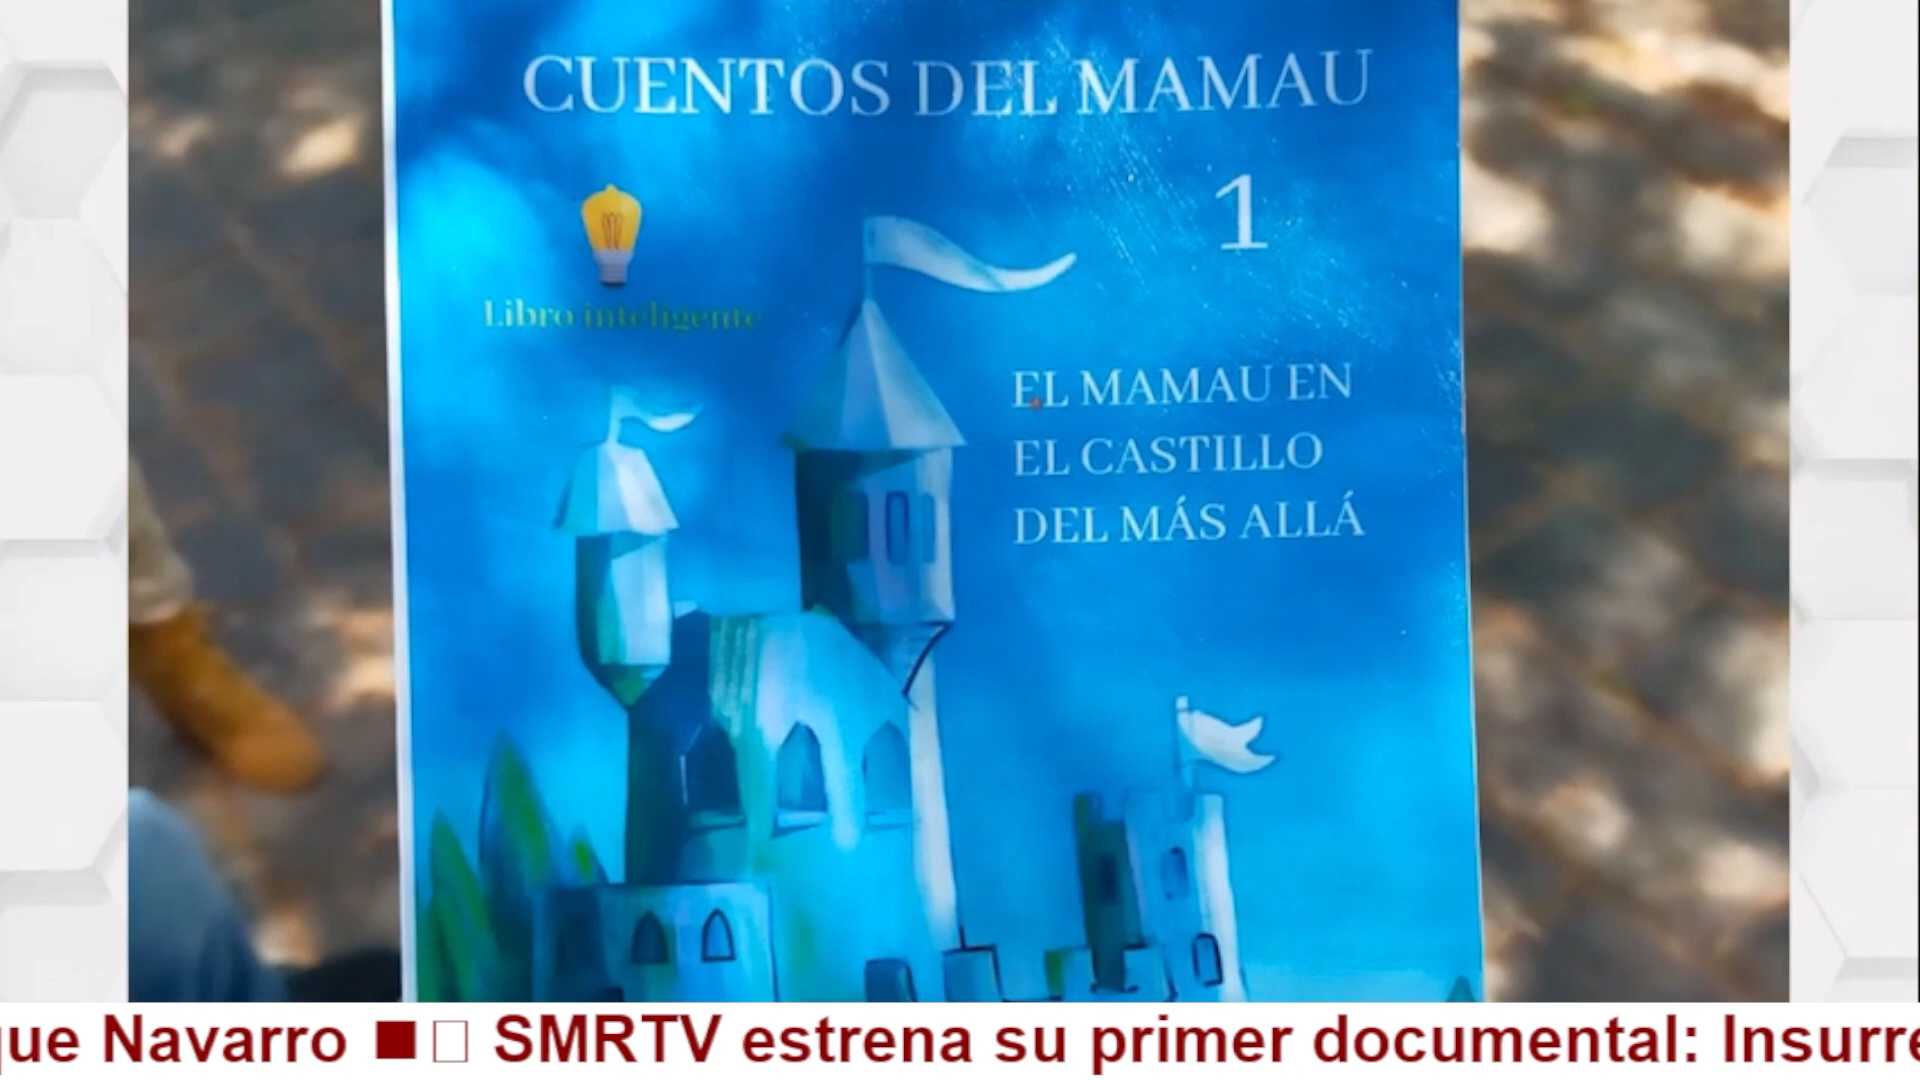 CUENTOS DEL MAMAU
1
Libro inteligente
EL MAMAU EN
EL CASTILLO
DEL MÁS ALLÁ
que Navarro ■□ SMRTV estrena su primer documental: Insurre